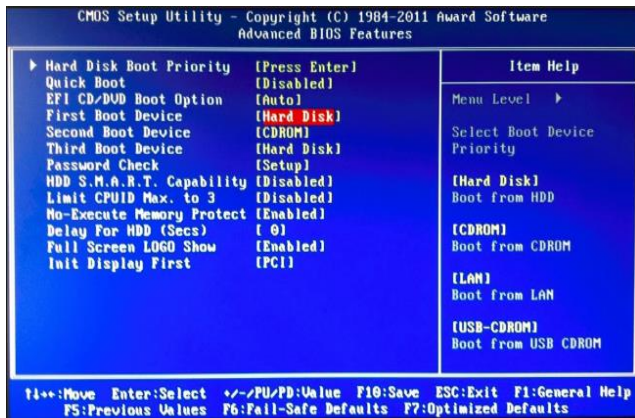 CMOS Setup Utility - Copyright (C) 1984-2011 Award Software
Advanced BIOS Features
Hard Disk Boot Priority [Press Enter]
Quick Boot [Disabled]
EFI CD/DVD Boot Option [Auto]
First Boot Device [Hard Disk]
Second Boot Device [CDROM]
Third Boot Device [Hard Disk]
Password Check [Setup]
HDD S.M.A.R.T. Capability [Disabled]
Limit CPUID Max. to 3 [Disabled]
No-Execute Memory Protect [Enabled]
Delay For HDD (Secs) [ 0]
Full Screen LOGO Show [Enabled]
Init Display First [PCI]
Item Help
Menu Level
Select Boot Device
Priority
[Hard Disk]
Boot from HDD
[CDROM]
Boot from CDROM
[LAN]
Boot from LAN
[USB-CDROM]
Boot from USB CDROM
↑↓→←:Move Enter:Select +/-/PU/PD:Value F10:Save ESC:Exit F1:General Help
F5:Previous Values F6:Fail-Safe Defaults F7:Optimized Defaults